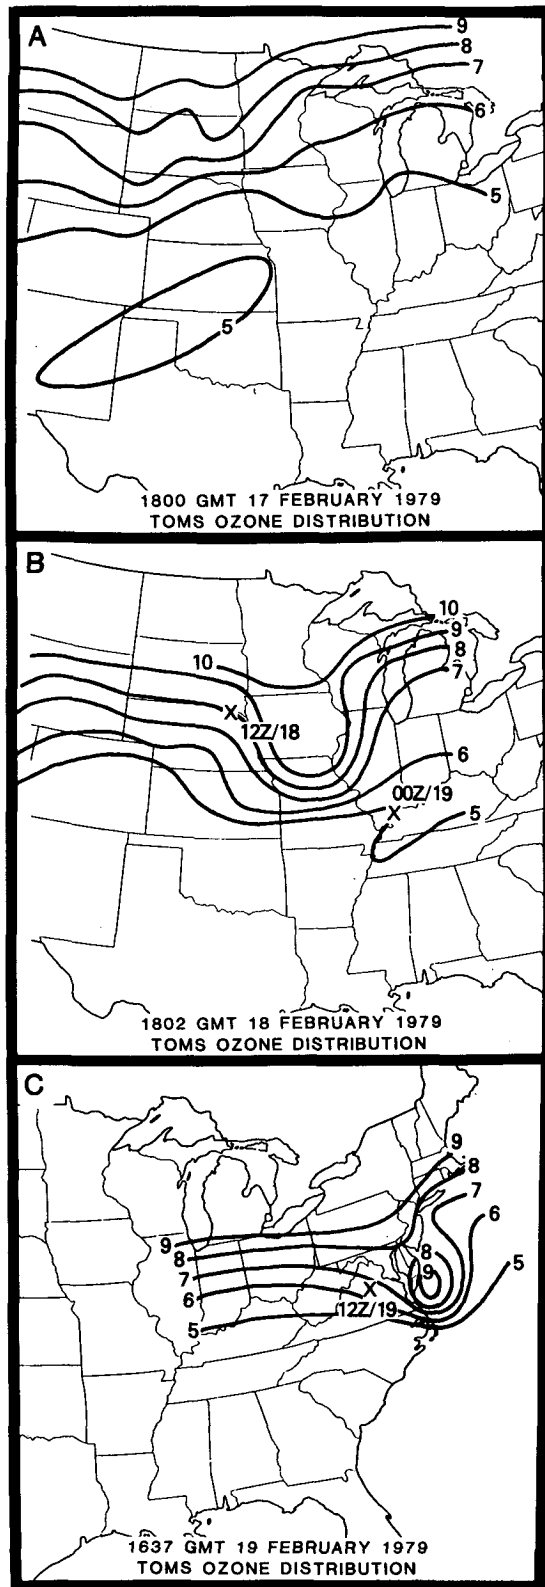 A
9
8
7
6
5
5
1800 GMT 17 FEBRUARY 1979
TOMS OZONE DISTRIBUTION
B
10
9
8
7
10
X
12Z/18
6
00Z/19
X
5
1802 GMT 18 FEBRUARY 1979
TOMS OZONE DISTRIBUTION
C
9
8
7
6
9
8
7
6
5
8
9
5
X
12Z/19
1637 GMT 19 FEBRUARY 1979
TOMS OZONE DISTRIBUTION